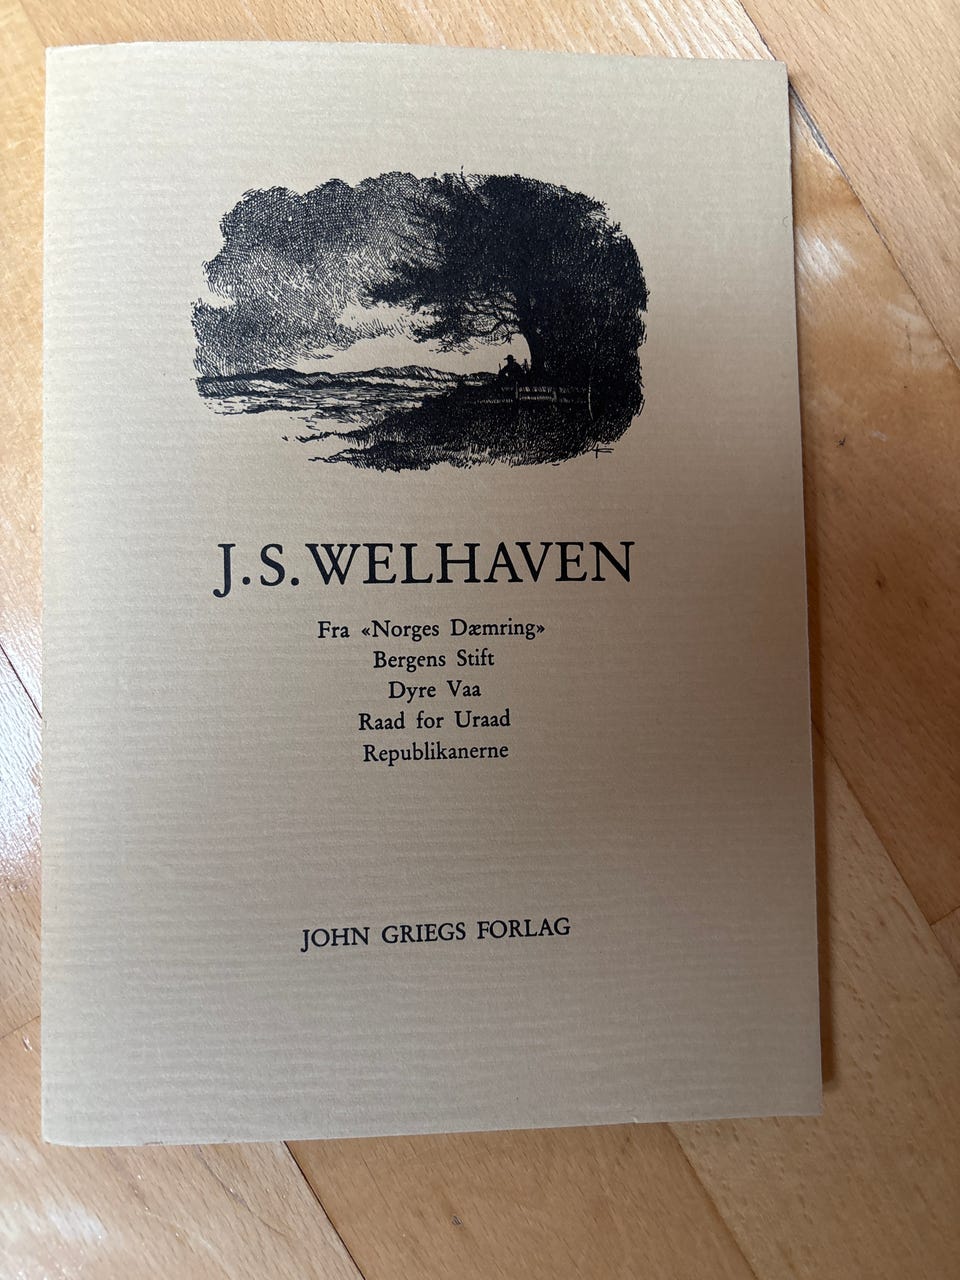 J.S. WELHAVEN
Fra «Norges Dæmring»
Bergens Stift
Dyre Vaa
Raad for Uraad
Republikanerne
JOHN GRIEGS FORLAG